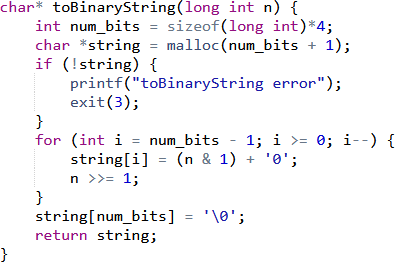 char* toBinaryString(long int n) {
    int num_bits = sizeof(long int)*4;
    char *string = malloc(num_bits + 1);
    if (!string) {
        printf("toBinaryString error");
        exit(3);
    }
    for (int i = num_bits - 1; i >= 0; i--) {
        string[i] = (n & 1) + '0';
        n >>= 1;
    }
    string[num_bits] = '\0';
    return string;
}